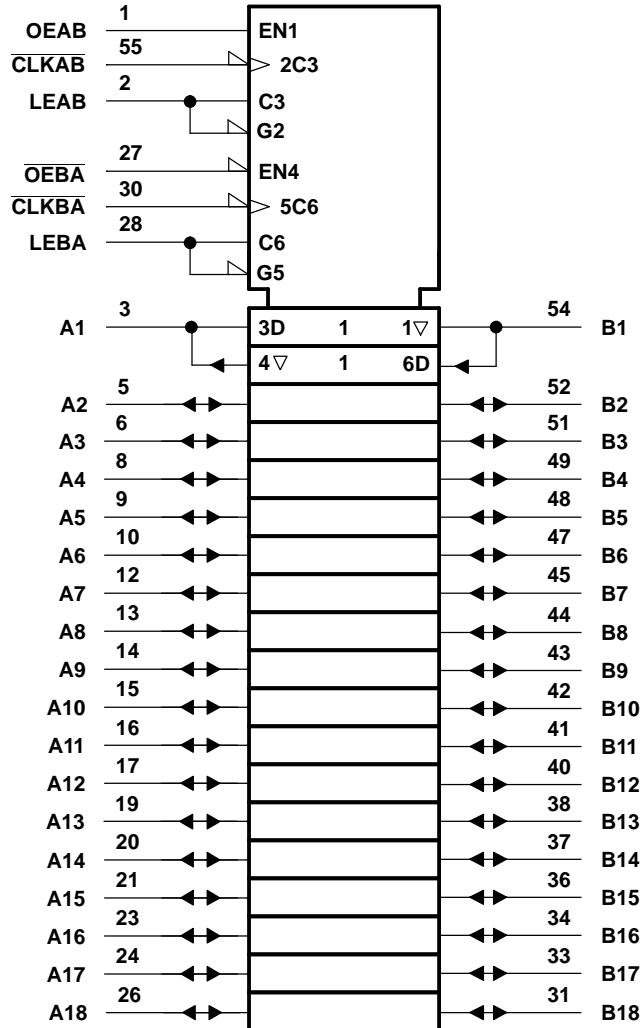 1
OEAB EN1
55
CLKAB 2C3
2
LEAB C3
G2
27
OEBA EN4
30
CLKBA 5C6
28
LEBA C6
G5
3 54
A1 3D 1 1▽ B1
4▽ 1 6D
5 52
A2 B2
6 51
A3 B3
8 49
A4 B4
9 48
A5 B5
10 47
A6 B6
12 45
A7 B7
13 44
A8 B8
14 43
A9 B9
15 42
A10 B10
16 41
A11 B11
17 40
A12 B12
19 38
A13 B13
20 37
A14 B14
21 36
A15 B15
23 34
A16 B16
24 33
A17 B17
26 31
A18 B18